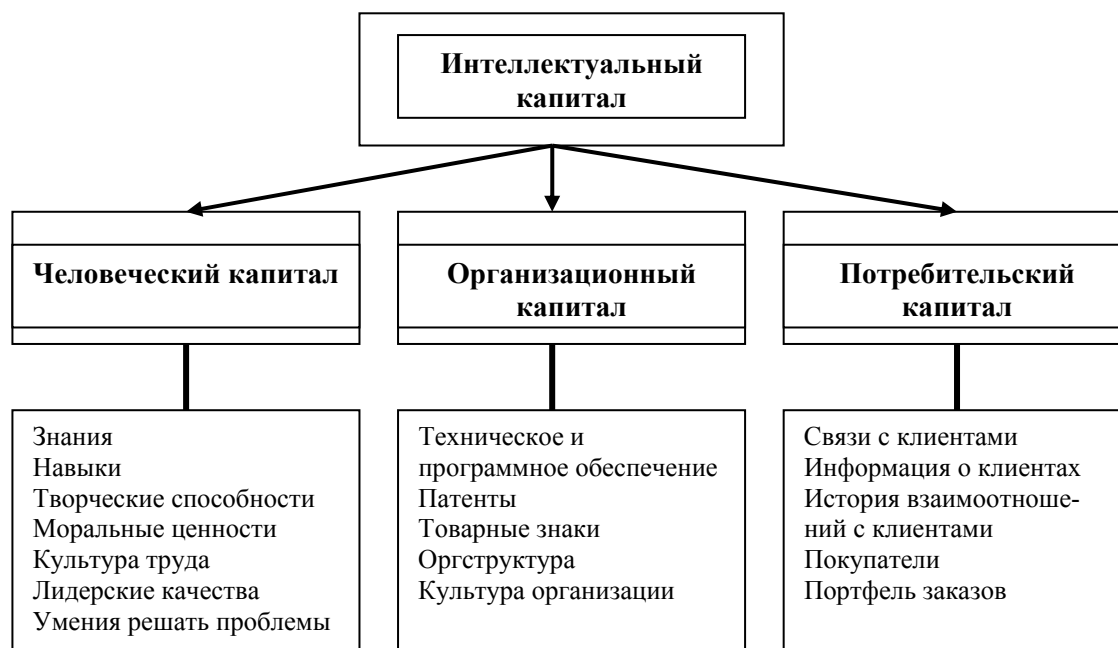 Интеллектуальный
капитал
Человеческий капитал
Организационный
капитал
Потребительский
капитал
Знания
Навыки
Творческие способности
Моральные ценности
Культура труда
Лидерские качества
Умения решать проблемы
Техническое и
программное обеспечение
Патенты
Товарные знаки
Оргструктура
Культура организации
Связи с клиентами
Информация о клиентах
История взаимоотноше-
ний с клиентами
Покупатели
Портфель заказов